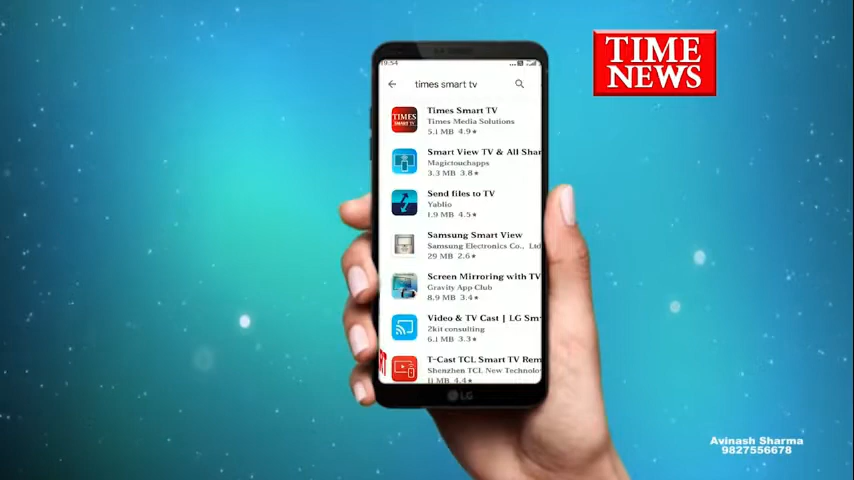 19:54
times smart tv
Times Smart TV
Times Media Solutions
5.1 MB 4.9★
Smart View TV & All Shar
Magictouchapps
3.3 MB 3.8★
Send files to TV
Yablio
1.9 MB 4.5★
Samsung Smart View
Samsung Electronics Co., Ltd
29 MB 2.6★
Screen Mirroring with TV
Gravity App Club
8.9 MB 3.4★
Video & TV Cast | LG Sm
2kit consulting
6.1 MB 3.3★
T-Cast TCL Smart TV Rem
Shenzhen TCL New Technolo
11 MB 4.4★
LG
TIMES
SMART TV
TIME
NEWS
Avinash Sharma
9827556678